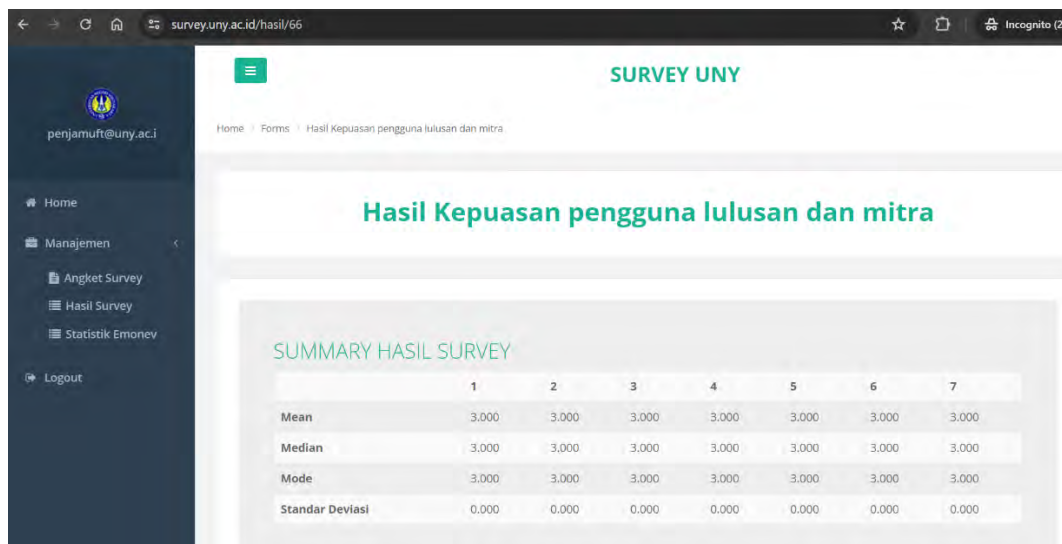 survey.uny.ac.id/hasil/66
Incognito (2
penjamuft@uny.ac.i
Home
Manajemen
Angket Survey
Hasil Survey
Statistik Emonev
Logout
SURVEY UNY
Home / Forms / Hasil Kepuasan pengguna lulusan dan mitra
Hasil Kepuasan pengguna lulusan dan mitra
SUMMARY HASIL SURVEY
1 2 3 4 5 6 7
Mean 3.000 3.000 3.000 3.000 3.000 3.000 3.000
Median 3.000 3.000 3.000 3.000 3.000 3.000 3.000
Mode 3.000 3.000 3.000 3.000 3.000 3.000 3.000
Standar Deviasi 0.000 0.000 0.000 0.000 0.000 0.000 0.000